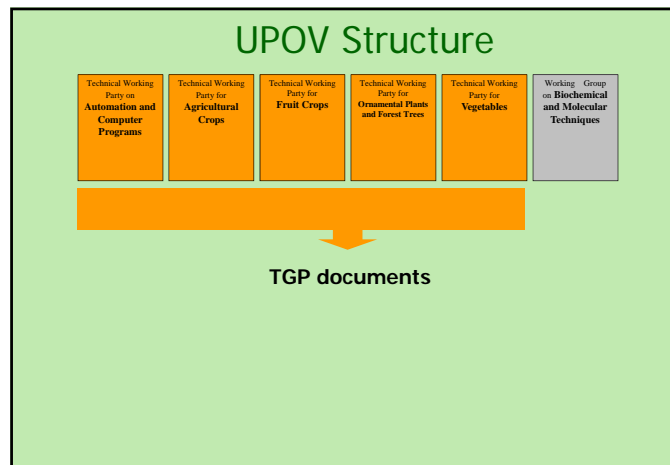 UPOV Structure
Technical Working
Party on
Automation and
Computer
Programs
Technical Working
Party for
Agricultural
Crops
Technical Working
Party for
Fruit Crops
Technical Working
Party for
Ornamental Plants
and Forest Trees
Technical Working
Party for
Vegetables
Working Group
on Biochemical
and Molecular
Techniques
TGP documents